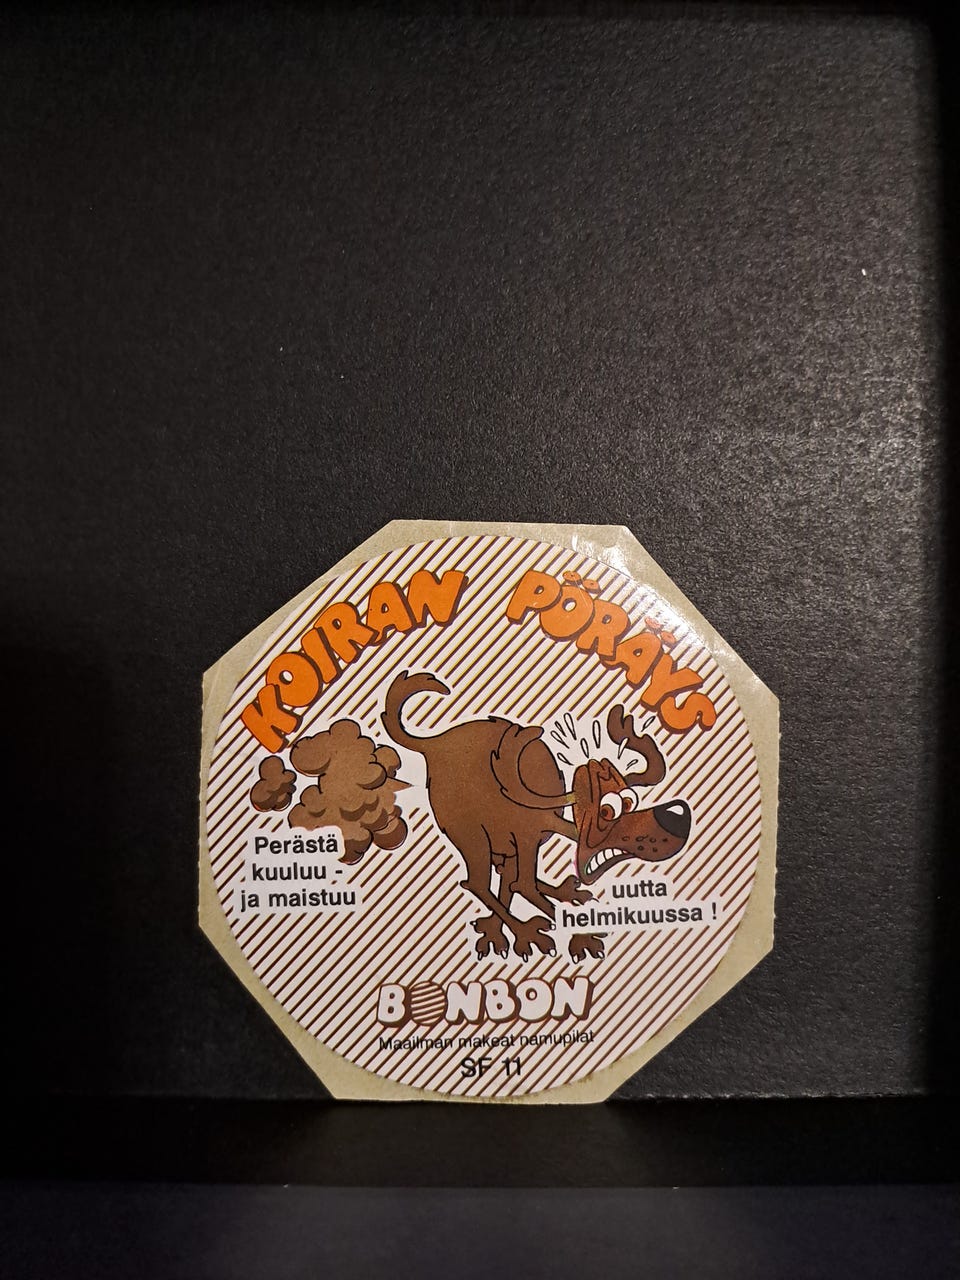 KOIRAN PÖRÄYS
Perästä
kuuluu -
ja maistuu
uutta
helmikuussa !
BONBON
Maailman makeat namupilat
SF 11